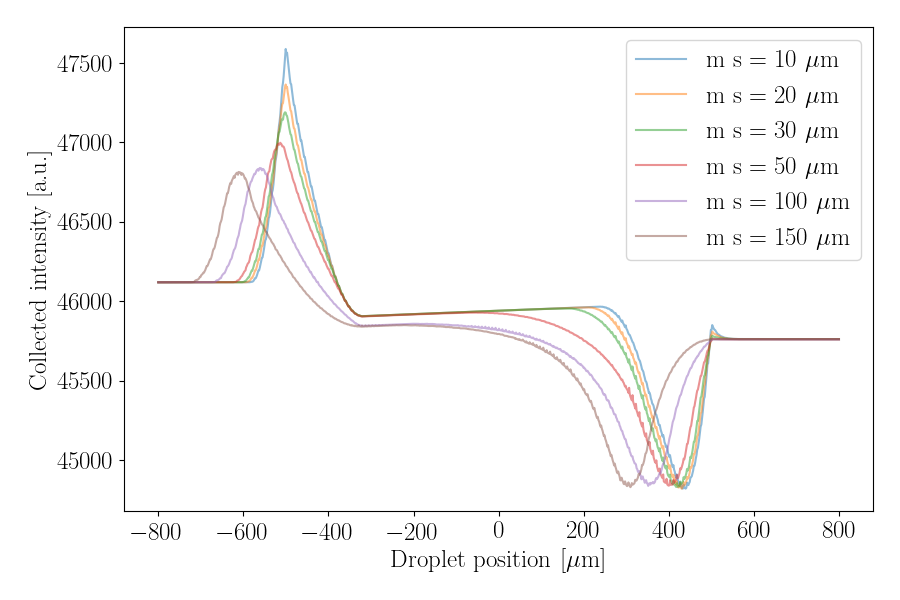 Collected intensity [a.u.]
47500
47000
46500
46000
45500
45000
m s = 10 μm
m s = 20 μm
m s = 30 μm
m s = 50 μm
m s = 100 μm
m s = 150 μm
−800 −600 −400 −200 0 200 400 600 800
Droplet position [μm]